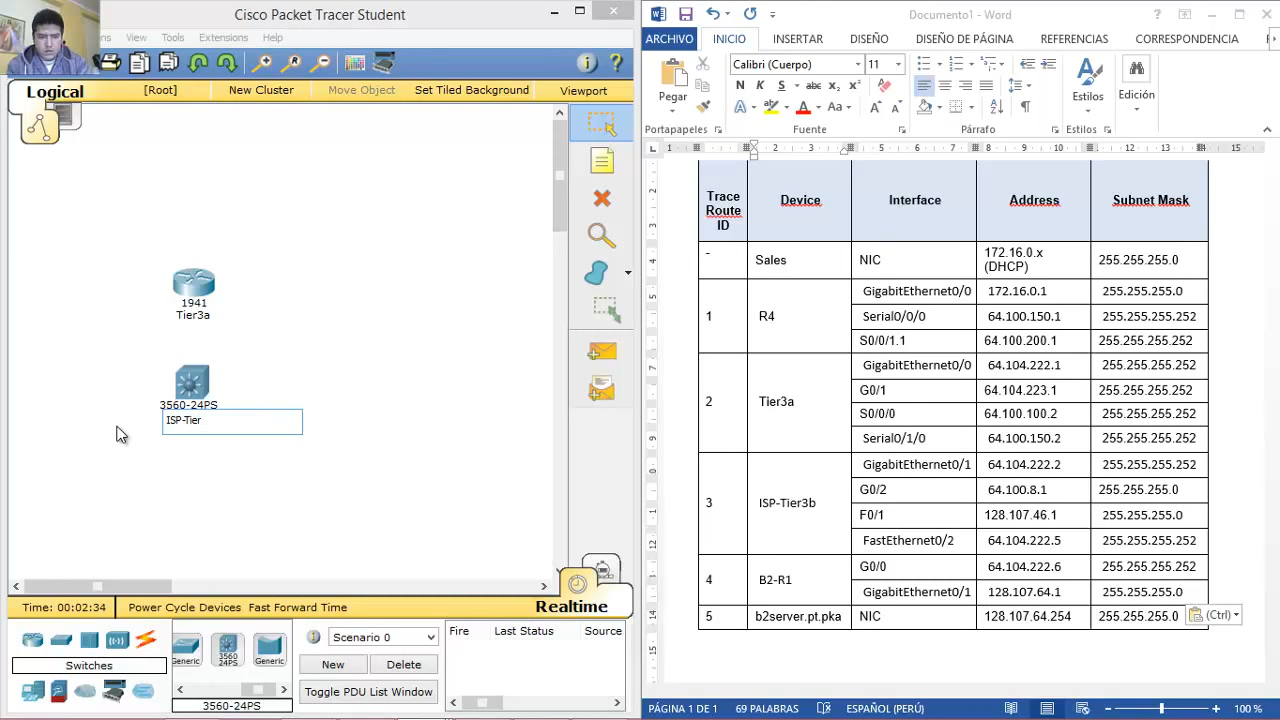 Cisco Packet Tracer Student
View Tools Extensions Help
Logical [Root] New Cluster Move Object Set Tiled Background Viewport
1941
Tier3a
3560-24PS
ISP-Tier
Time: 00:02:34 Power Cycle Devices Fast Forward Time Realtime
Switches
Generic 3560 24PS Generic
3560-24PS
Scenario 0
New Delete
Toggle PDU List Window
Fire Last Status Source
Documento1 - Word
ARCHIVO INICIO INSERTAR DISEÑO DISEÑO DE PÁGINA REFERENCIAS CORRESPONDENCIA
Pegar
Calibri (Cuerpo) 11
N K S abc x₂ x²
A Aa
Estilos Edición
Portapapeles Fuente Párrafo Estilos
Trace Route ID Device Interface Address Subnet Mask
- Sales NIC 172.16.0.x (DHCP) 255.255.255.0
1 R4 GigabitEthernet0/0 172.16.0.1 255.255.255.0
Serial0/0/0 64.100.150.1 255.255.255.252
S0/0/1.1 64.100.200.1 255.255.255.252
2 Tier3a GigabitEthernet0/0 64.104.222.1 255.255.255.252
G0/1 64.104.223.1 255.255.255.252
S0/0/0 64.100.100.2 255.255.255.252
Serial0/1/0 64.100.150.2 255.255.255.252
3 ISP-Tier3b GigabitEthernet0/1 64.104.222.2 255.255.255.252
G0/2 64.100.8.1 255.255.255.0
F0/1 128.107.46.1 255.255.255.0
FastEthernet0/2 64.104.222.5 255.255.255.252
4 B2-R1 G0/0 64.104.222.6 255.255.255.252
GigabitEthernet0/1 128.107.64.1 255.255.255.0
5 b2server.pt.pka NIC 128.107.64.254 255.255.255.0
(Ctrl)
PÁGINA 1 DE 1 69 PALABRAS ESPAÑOL (PERÚ) 100 %